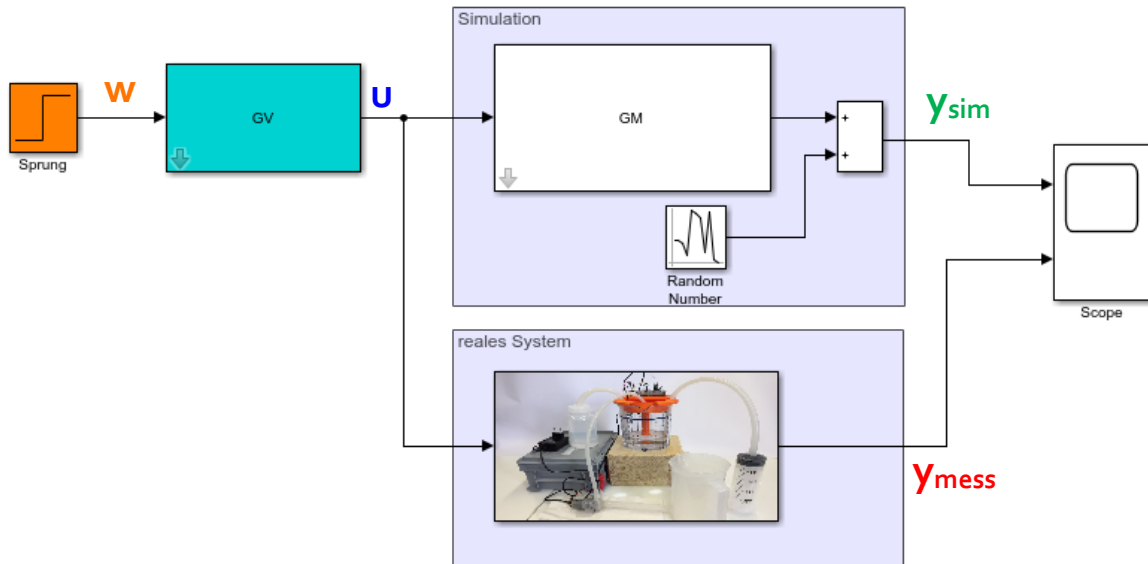 Simulation
w
GV
U
GM
+
+
ysim
Sprung
Random
Number
Scope
reales System
ymess